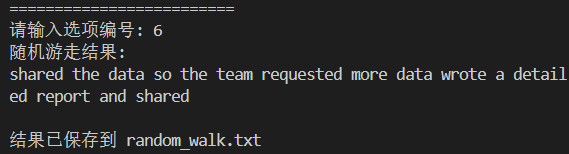 =========================
请输入选项编号: 6
随机游走结果:
shared the data so the team requested more data wrote a detail
ed report and shared
结果已保存到 random_walk.txt